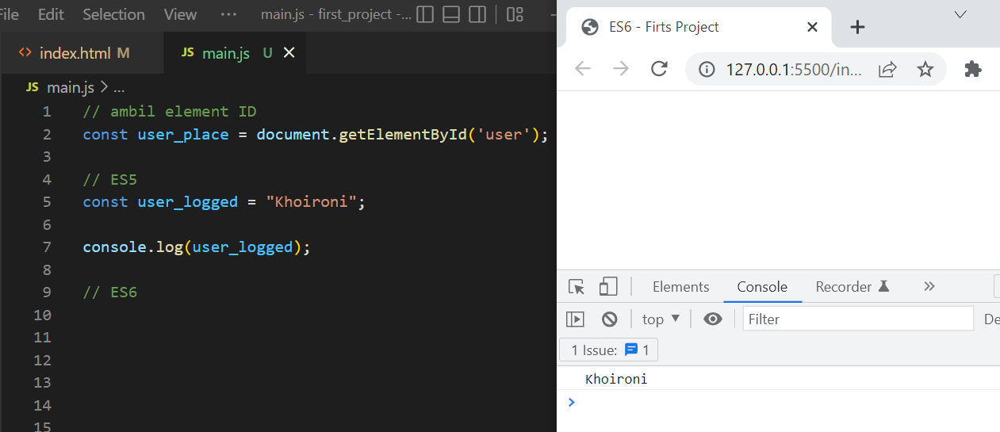 File Edit Selection View ··· main.js - first_project -...
index.html M JS main.js U
JS main.js > ...
1 // ambil element ID
2 const user_place = document.getElementById('user');
3
4 // ES5
5 const user_logged = "Khoironi";
6
7 console.log(user_logged);
8
9 // ES6
10
11
12
13
14
15
ES6 - Firts Project
127.0.0.1:5500/in...
Elements Console Recorder
top Filter De
1 Issue: 1
Khoironi